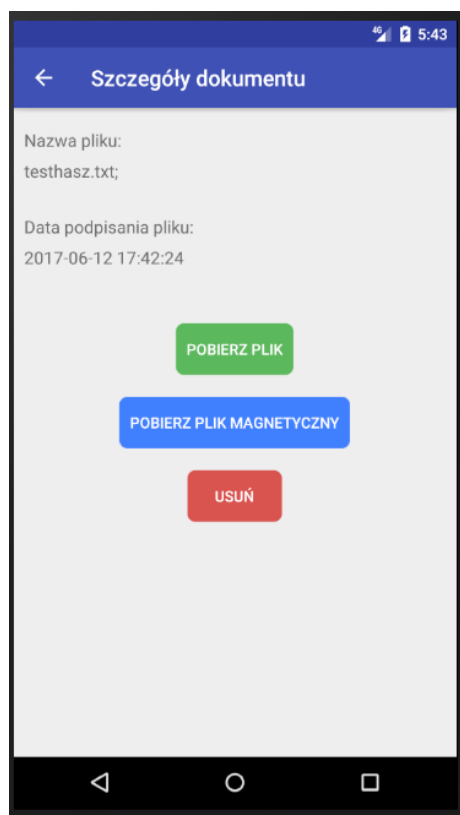 4G 5:43
Szczegóły dokumentu
Nazwa pliku:
testhasz.txt;
Data podpisania pliku:
2017-06-12 17:42:24
POBIERZ PLIK
POBIERZ PLIK MAGNETYCZNY
USUŃ